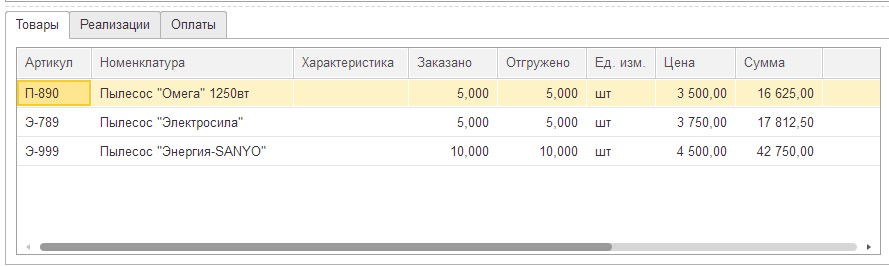 Товары Реализации Оплаты
Артикул Номенклатура Характеристика Заказано Отгружено Ед. изм. Цена Сумма
П-890 Пылесос "Омега" 1250вт 5,000 5,000 шт 3 500,00 16 625,00
Э-789 Пылесос "Электросила" 5,000 5,000 шт 3 750,00 17 812,50
Э-999 Пылесос "Энергия-SANYO" 10,000 10,000 шт 4 500,00 42 750,00